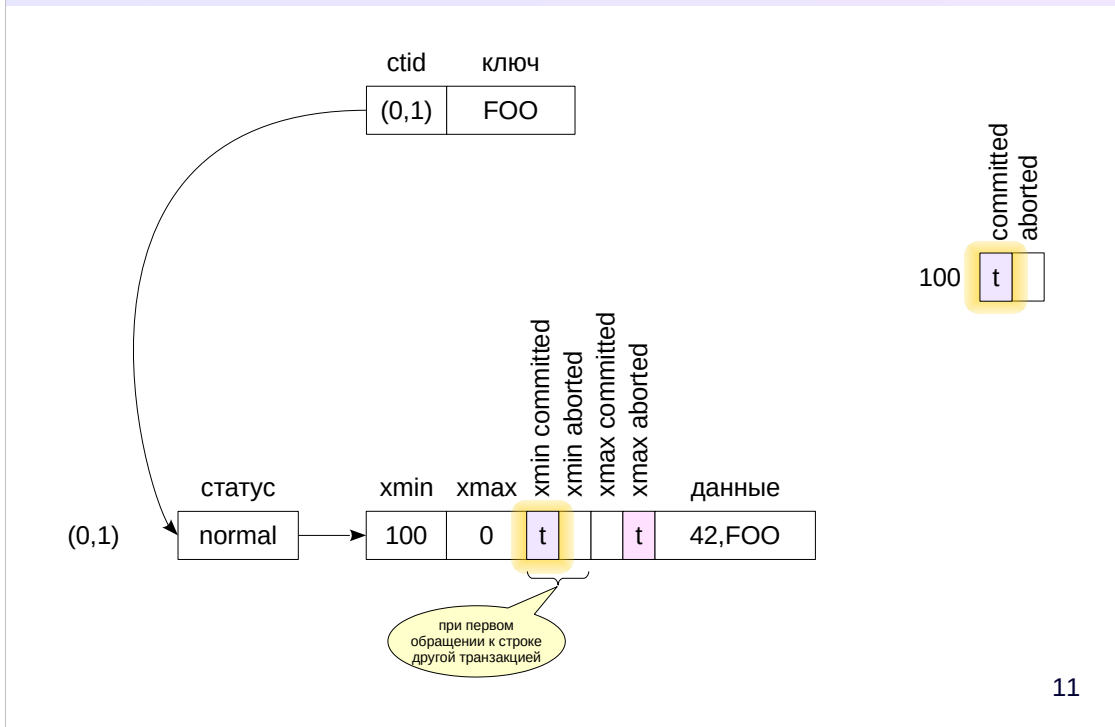 ctid ключ
(0,1) FOO
committed
aborted
100 t
xmin committed
xmin aborted
xmax committed
xmax aborted
статус xmin xmax данные
(0,1) normal 100 0 t t 42,FOO
при первом
обращении к строке
другой транзакцией
11